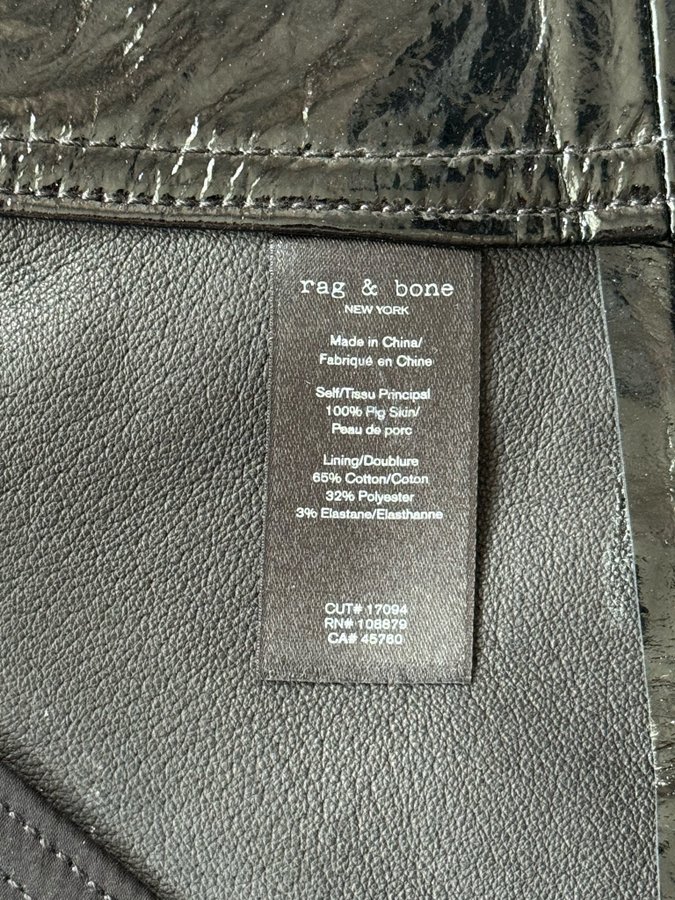 rag & bone
NEW YORK
Made in China/
Fabriqué en Chine
Self/Tissu Principal
100% Pig Skin/
Peau de porc
Lining/Doublure
65% Cotton/Coton
32% Polyester
3% Elastane/Elasthanne
CUT# 17094
RN# 108879
CA# 45760